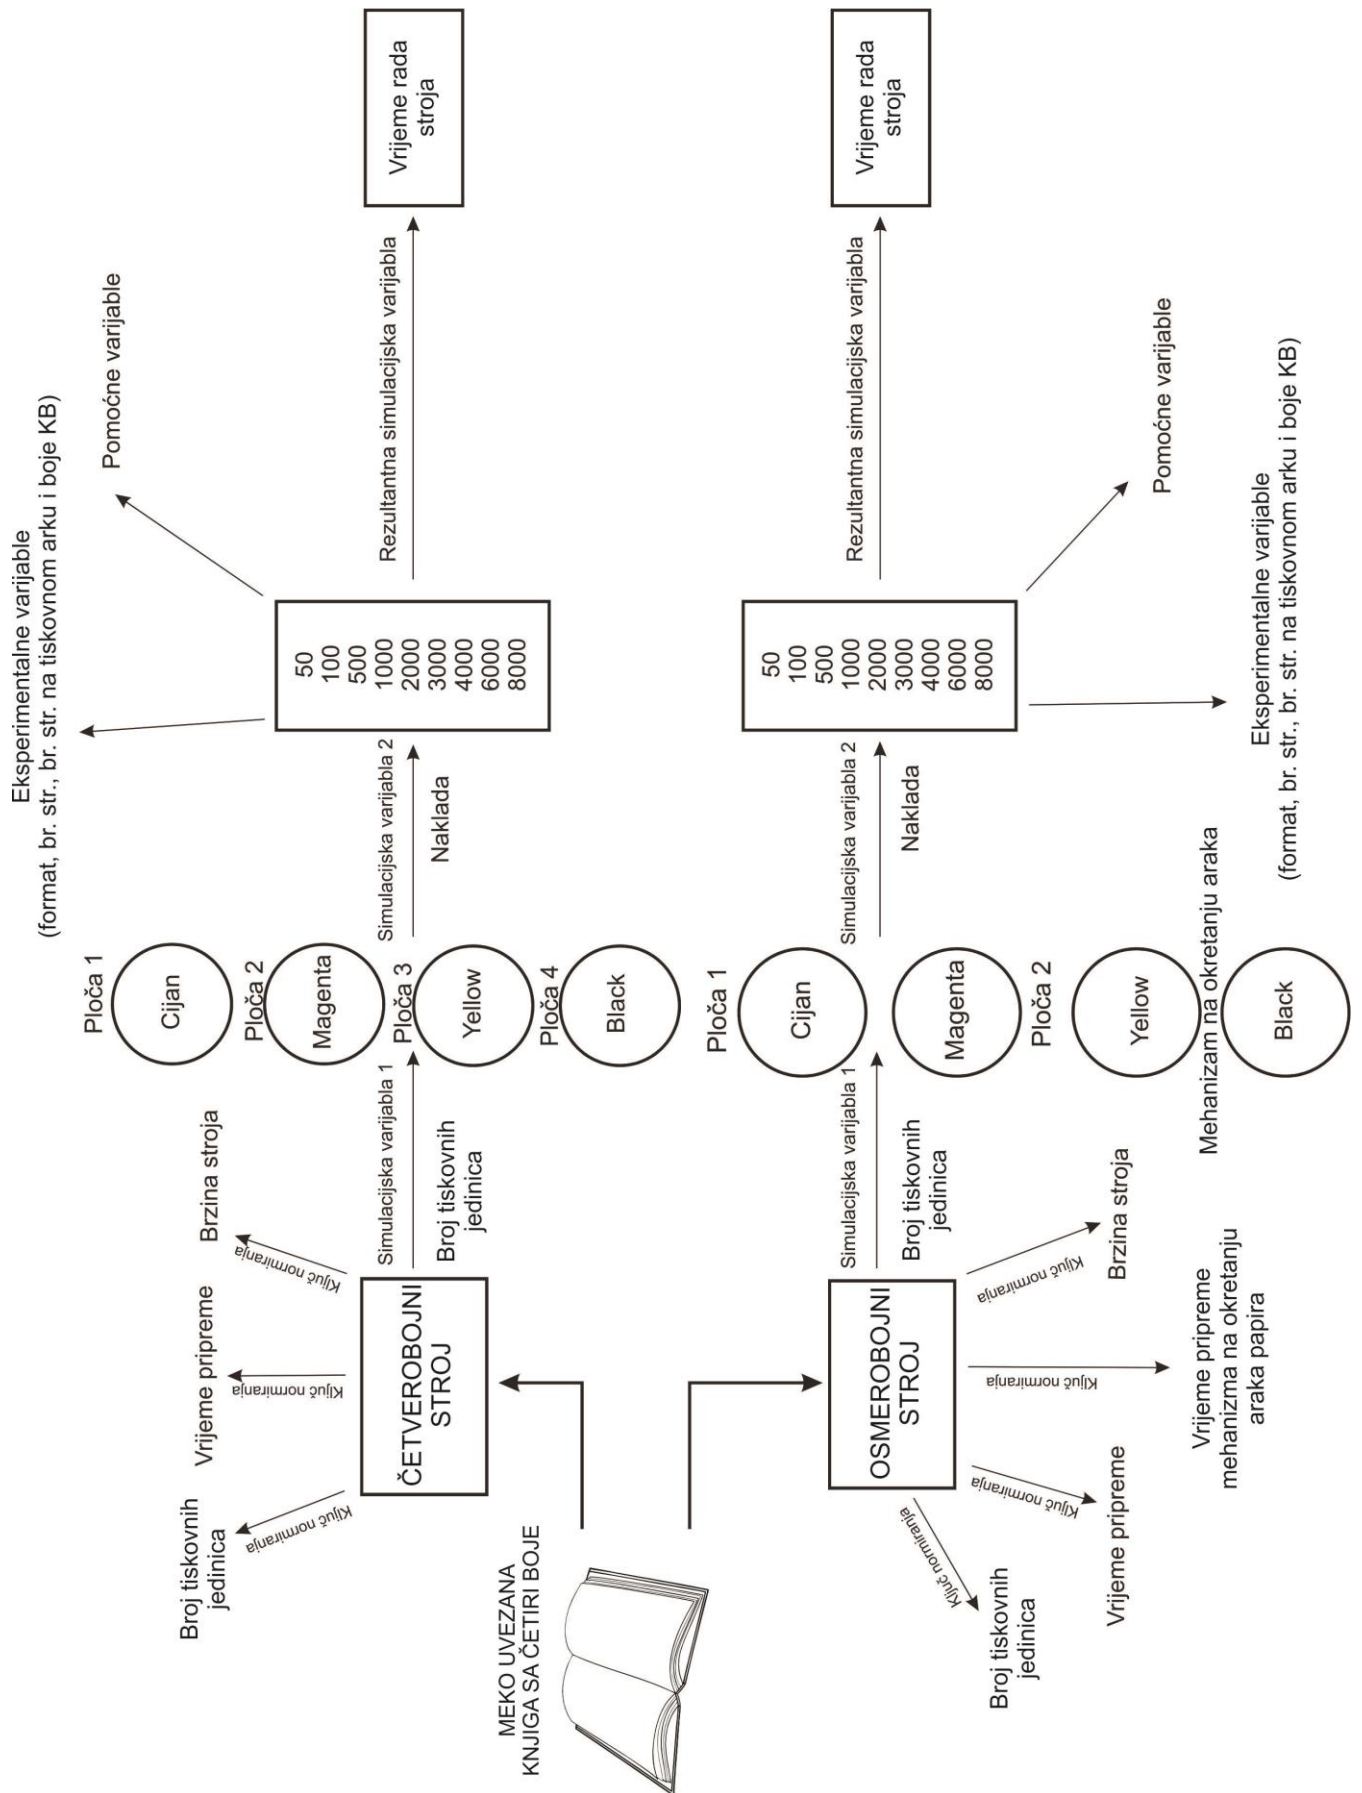 MEKO UVEZANA
KNJIGA SA ČETIRI BOJE
Broj tiskovnih
jedinica
Vrijeme pripreme
Brzina stroja
Ključ normiranja
Ključ normiranja
Ključ normiranja
ČETVEROBOJNI
STROJ
Simulacijska varijabla 1
Broj tiskovnih
jedinica
Ploča 1
Cijan
Ploča 2
Magenta
Ploča 3
Yellow
Ploča 4
Black
Simulacijska varijabla 2
Naklada
Eksperimentalne varijable
(format, br. str., br. str. na tiskovnom arku i boje KB)
Pomoćne varijable
50
100
500
1000
2000
3000
4000
6000
8000
Rezultantna simulacijska varijabla
Vrijeme rada
stroja
OSMEROBOJNI
STROJ
Ključ normiranja
Ključ normiranja
Ključ normiranja
Ključ normiranja
Broj tiskovnih
jedinica
Vrijeme pripreme
Vrijeme pripreme
mehanizma na okretanju
araka papira
Brzina stroja
Simulacijska varijabla 1
Broj tiskovnih
jedinica
Ploča 1
Cijan
Magenta
Ploča 2
Yellow
Mehanizam na okretanju araka
Black
Simulacijska varijabla 2
Naklada
50
100
500
1000
2000
3000
4000
6000
8000
Rezultantna simulacijska varijabla
Vrijeme rada
stroja
Pomoćne varijable
Eksperimentalne varijable
(format, br. str., br. str. na tiskovnom arku i boje KB)